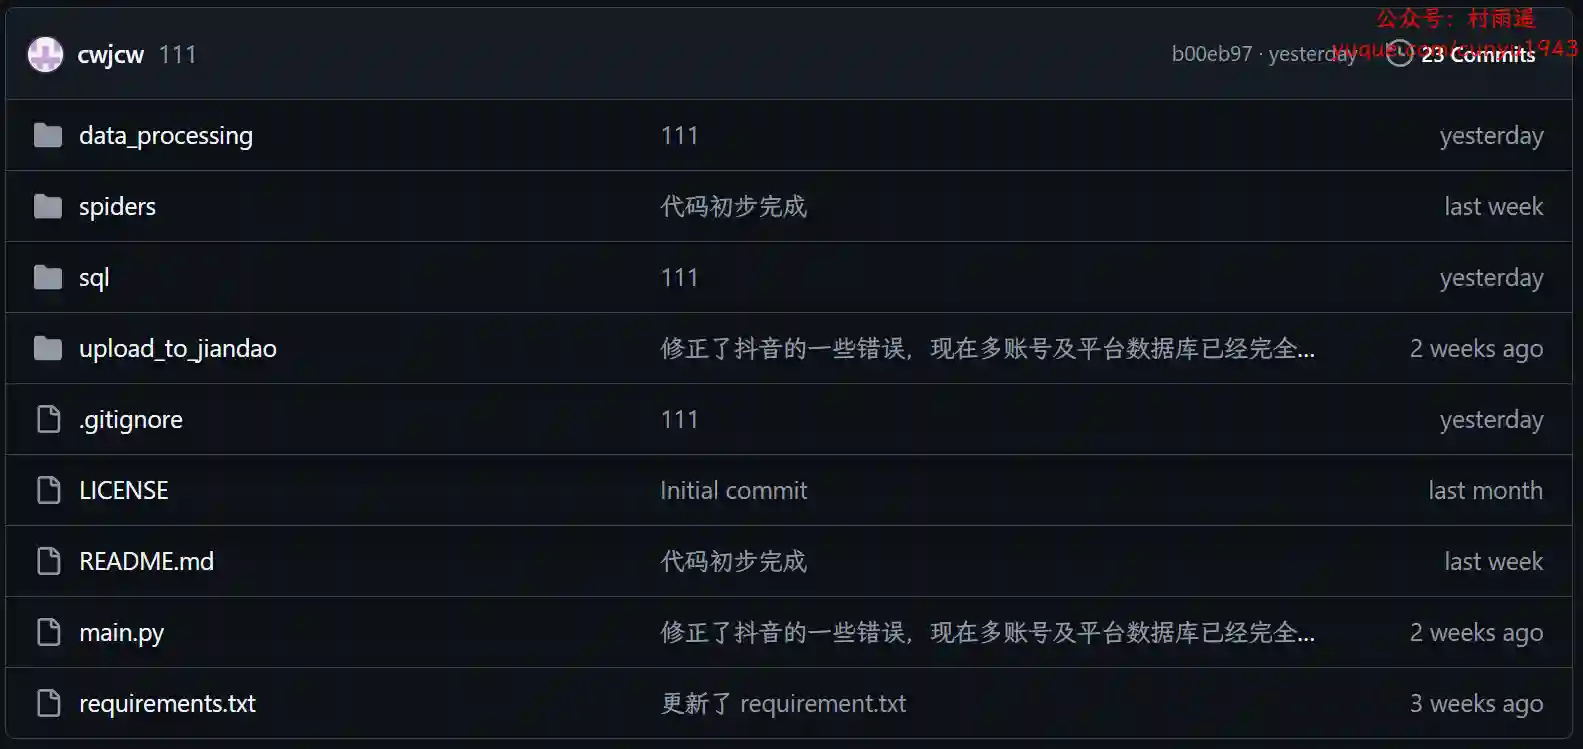 公众号：村雨遥
yuque.com/cunyu1943
cwjcw 111 b00eb97 · yesterday 23 Commits
data_processing 111 yesterday
spiders 代码初步完成 last week
sql 111 yesterday
upload_to_jiandao 修正了抖音的一些错误，现在多账号及平台数据库已经完全... 2 weeks ago
.gitignore 111 yesterday
LICENSE Initial commit last month
README.md 代码初步完成 last week
main.py 修正了抖音的一些错误，现在多账号及平台数据库已经完全... 2 weeks ago
requirements.txt 更新了 requirement.txt 3 weeks ago